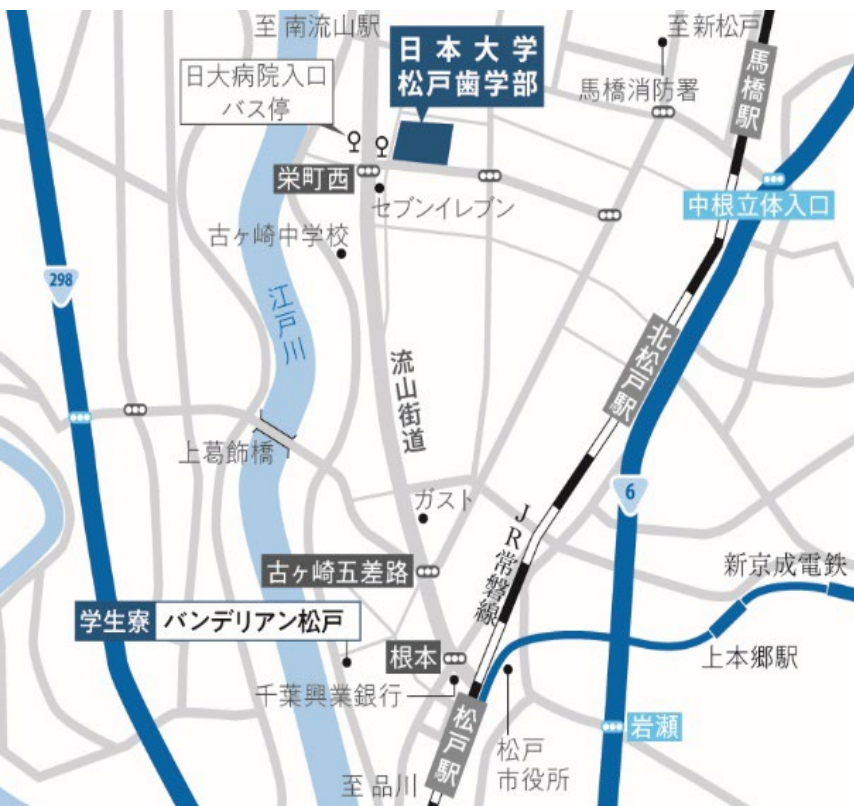 至 南流山駅
至 新松戸
日本大学
松戸歯学部
日大病院入口
バス停
馬橋消防署
馬橋駅
栄町西
セブンイレブン
中根立体入口
古ヶ崎中学校
298
江戸川
流山街道
北松戸駅
上葛飾橋
ガスト
6
JR常磐線
古ヶ崎五差路
新京成電鉄
学生寮 バンデリアン松戸
根本
上本郷駅
千葉興業銀行
松戸駅
岩瀬
松戸
市役所
至 品川